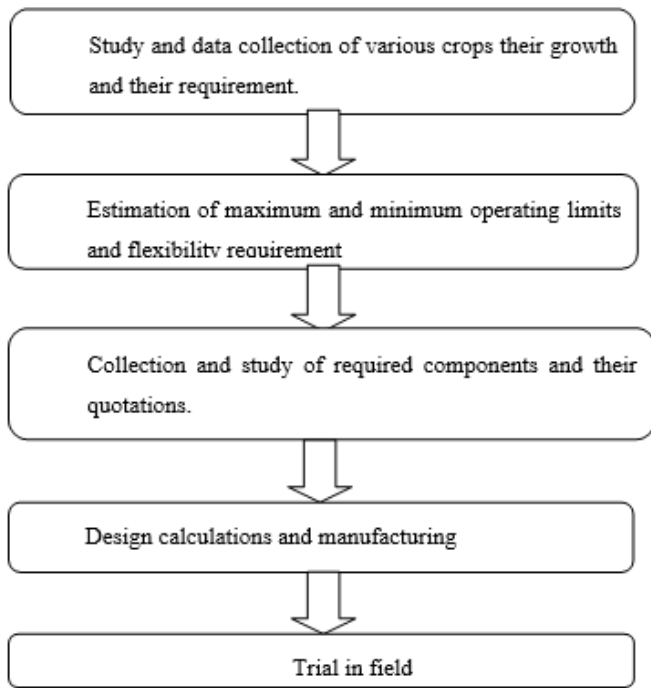 Study and data collection of various crops their growth
and their requirement.
Estimation of maximum and minimum operating limits
and flexibility requirement
Collection and study of required components and their
quotations.
Design calculations and manufacturing
Trial in field